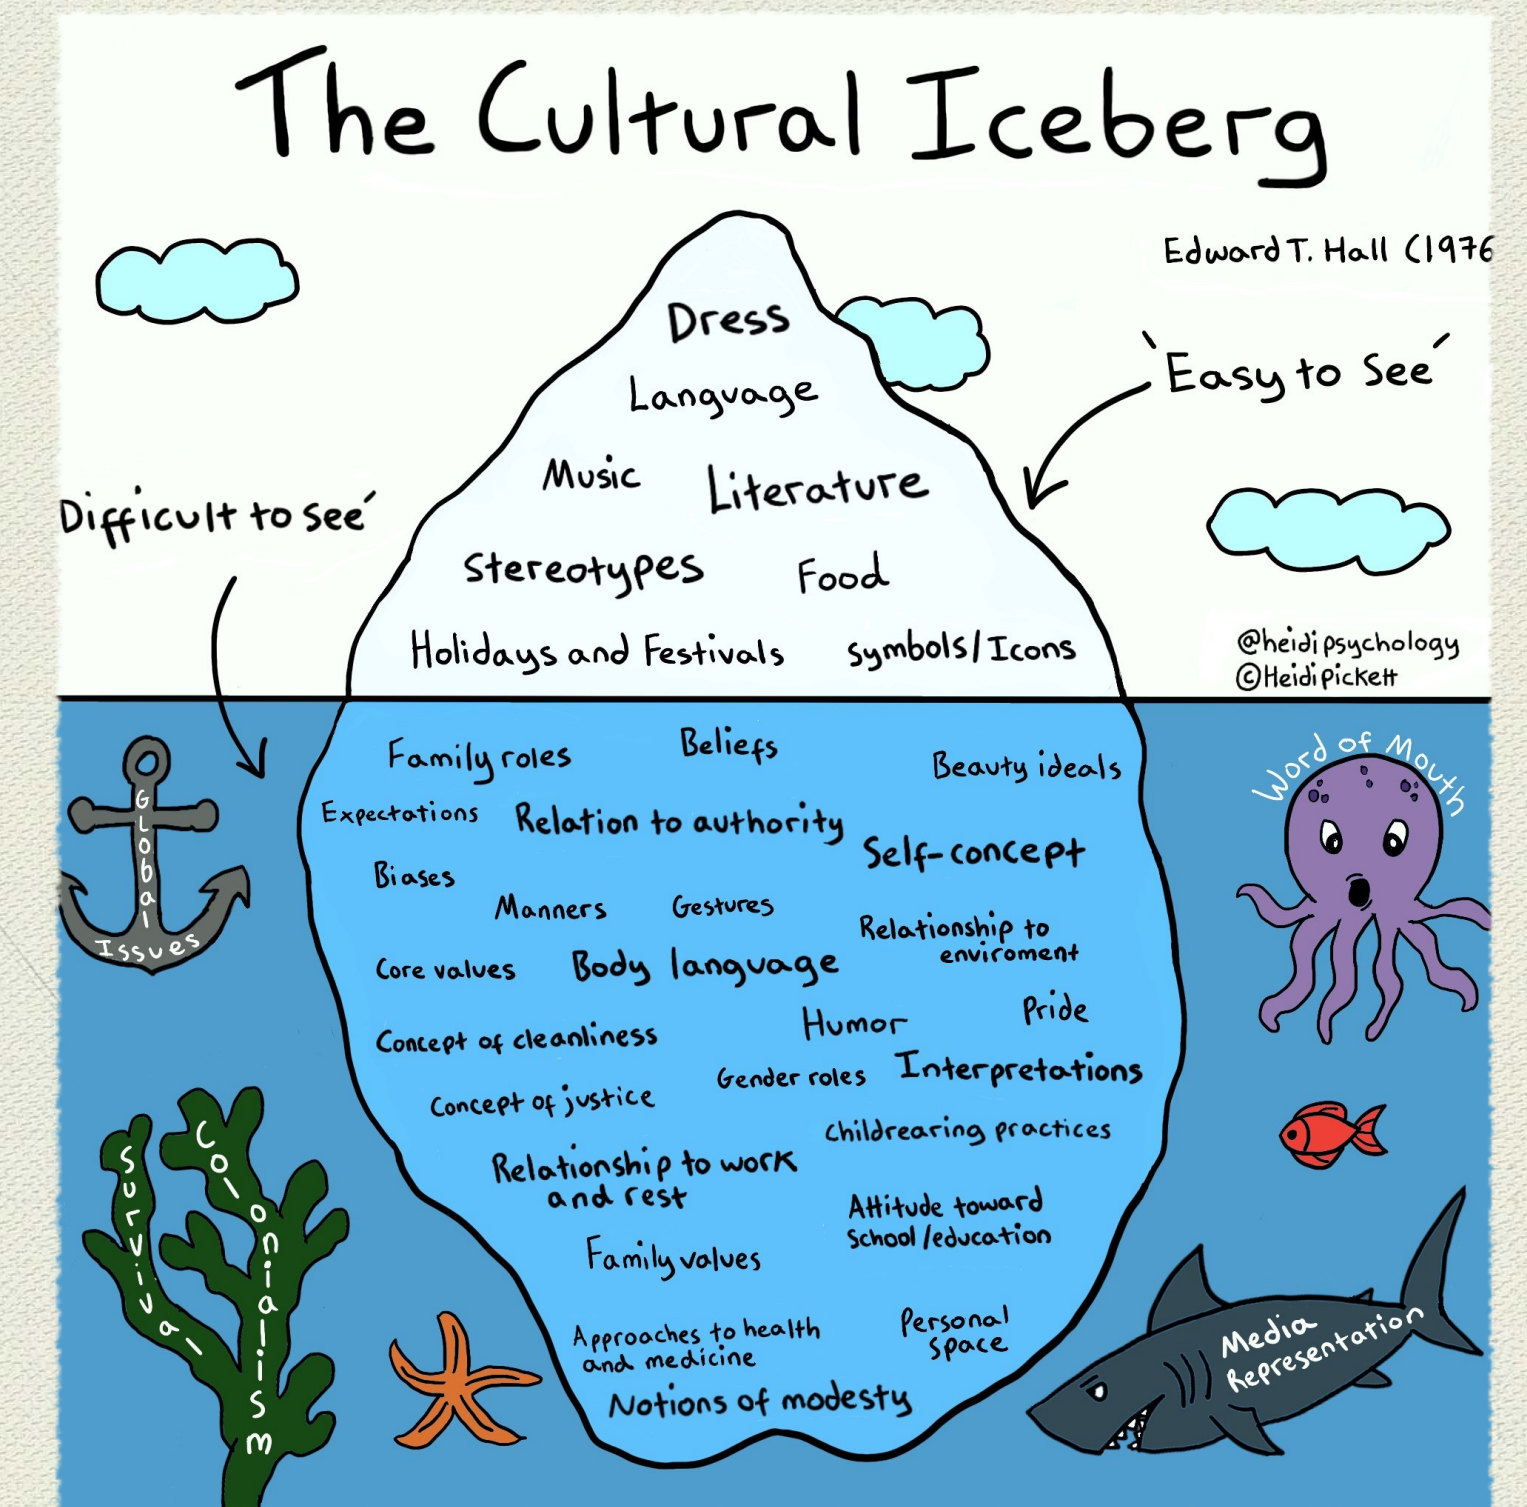 The Cultural Iceberg
Edward T. Hall (1976
Dress
'Easy to see'
Language
Music
Literature
Difficult to see'
Stereotypes
Food
Holidays and Festivals
Symbols/Icons
@heidipsychology
©HeidiPickett
Family roles
Beliefs
Beauty ideals
Word of Mouth
Expectations
Relation to authority
Self-concept
Global
Issues
Biases
Manners
Gestures
Relationship to
enviroment
Core values
Body language
Pride
Humor
Concept of cleanliness
Gender roles
Interpretations
Concept of justice
Childrearing practices
Relationship to work
and rest
Attitude toward
School/education
Survival
Colonialism
Family values
Approaches to health
and medicine
Personal
space
Media
Representation
Notions of modesty